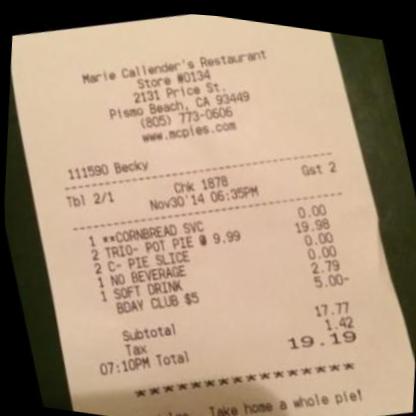 Marie Callender's Restaurant
Store #0134
2131 Price St.
Pismo Beach, CA 93449
(805) 773-0606
www.mcpies.com
111590 Becky
Tbl 2/1 Chk 1878 Gst 2
Nov30'14 06:35PM
1 **CORNBREAD SVC 0.00
2 TRIO- POT PIE @ 9.99 19.98
2 C- PIE SLICE 0.00
1 NO BEVERAGE 0.00
1 SOFT DRINK 2.79
BDAY CLUB $5 5.00-
Subtotal 17.77
Tax 1.42
07:10PM Total 19.19
****************
Take home a whole pie!